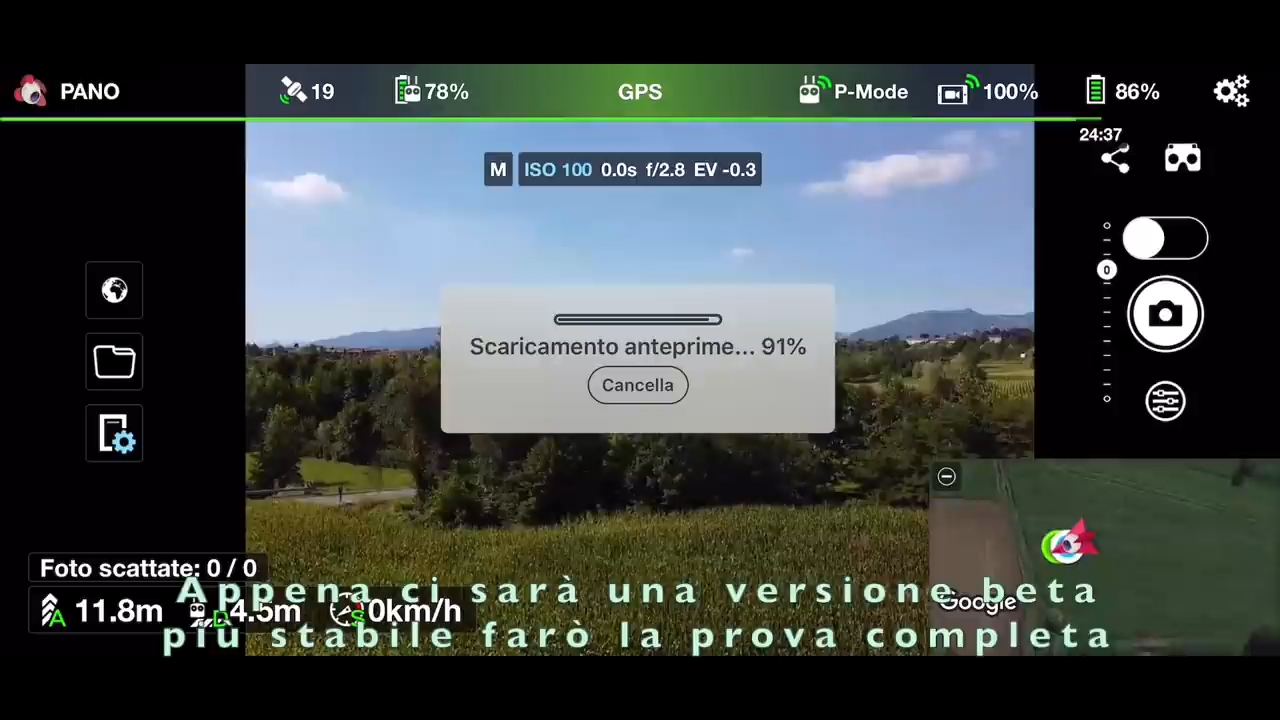 PANO
19
78%
GPS
P-Mode
100%
86%
24:37
M
ISO 100 0.0s f/2.8 EV -0.3
0
Scaricamento anteprime... 91%
Cancella
Foto scattate: 0 / 0
A 11.8m D 4.5m S 0km/h
Google
Appena ci sarà una versione beta
più stabile farò la prova completa